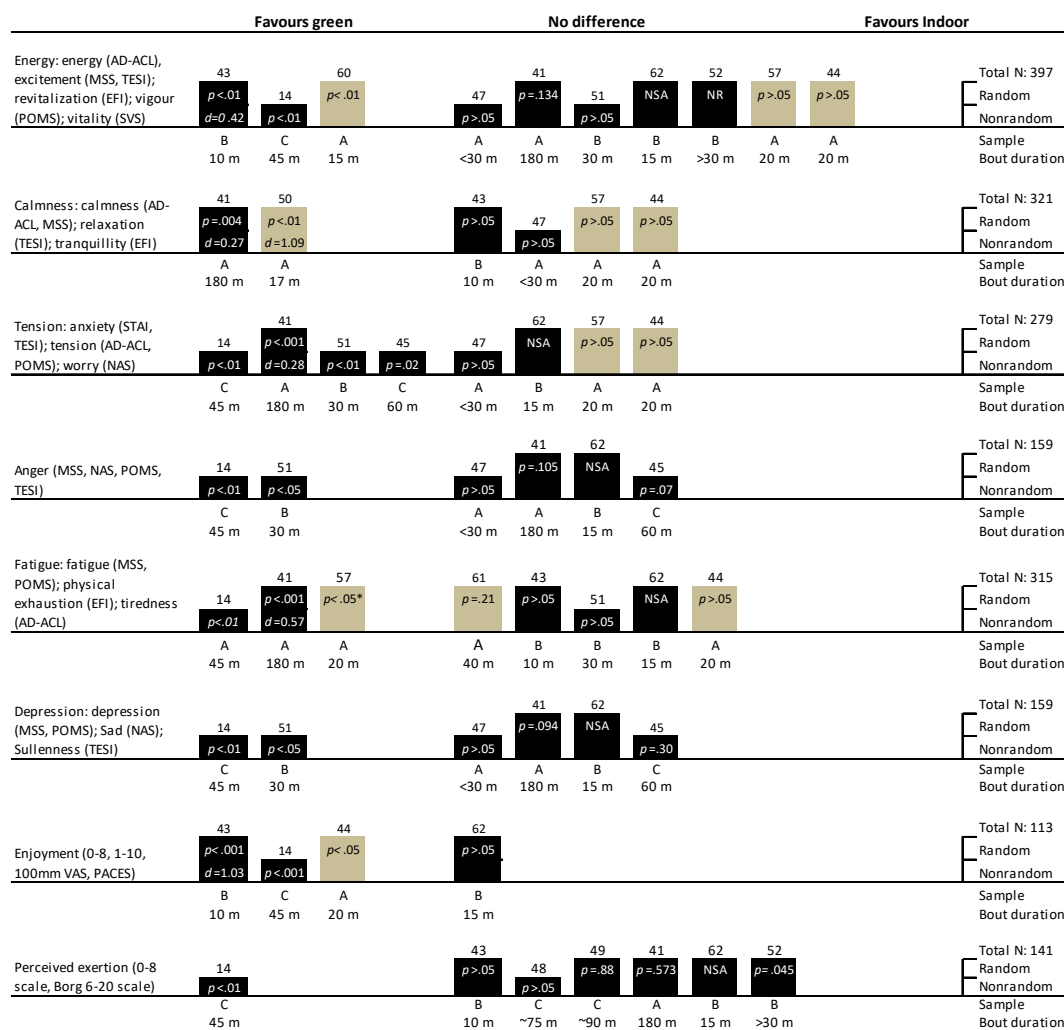 Favours green No difference Favours Indoor
Energy: energy (AD-ACL),
excitement (MSS, TESI);
revitalization (EFI); vigour
(POMS); vitality (SVS)
43 14 60 47 41 51 62 52 57 44 Total N: 397
p<.01 p<.01 p=.134 NSA NR p>.05 p>.05 Random
d=0.42 p<.01 p>.05 p>.05 Nonrandom
B C A A A B B B A A Sample
10 m 45 m 15 m <30 m 180 m 30 m 15 m >30 m 20 m 20 m Bout duration
Calmness: calmness (AD-
ACL, MSS); relaxation
(TESI); tranquillity (EFI)
41 50 43 47 57 44 Total N: 321
p=.004 p<.01 p>.05 p>.05 p>.05 Random
d=0.27 d=1.09 p>.05 Nonrandom
A A B A A A Sample
180 m 17 m 10 m <30 m 20 m 20 m Bout duration
Tension: anxiety (STAI,
TESI); tension (AD-ACL,
POMS); worry (NAS)
14 41 51 45 47 62 57 44 Total N: 279
p<.001 NSA p>.05 p>.05 Random
p<.01 d=0.28 p<.01 p=.02 p>.05 Nonrandom
C A B C A B A A Sample
45 m 180 m 30 m 60 m <30 m 15 m 20 m 20 m Bout duration
Anger (MSS, NAS, POMS,
TESI)
14 51 47 41 62 45 Total N: 159
p=.105 NSA Random
p<.01 p<.05 p>.05 p=.07 Nonrandom
C B A A B C Sample
45 m 30 m <30 m 180 m 15 m 60 m Bout duration
Fatigue: fatigue (MSS,
POMS); physical
exhaustion (EFI); tiredness
(AD-ACL)
14 41 57 61 43 51 62 44 Total N: 315
p<.001 p<.05* p=.21 p>.05 NSA p>.05 Random
p<.01 d=0.57 p>.05 Nonrandom
A A A A B B B A Sample
45 m 180 m 20 m 40 m 10 m 30 m 15 m 20 m Bout duration
Depression: depression
(MSS, POMS); Sad (NAS);
Sullenness (TESI)
14 51 47 41 62 45 Total N: 159
p=.094 NSA Random
p<.01 p<.05 p>.05 p=.30 Nonrandom
C B A A B C Sample
45 m 30 m <30 m 180 m 15 m 60 m Bout duration
Enjoyment (0-8, 1-10,
100mm VAS, PACES)
43 14 44 62 Total N: 113
p<.001 p<.05 p>.05 Random
d=1.03 p<.001 Nonrandom
B C A B Sample
10 m 45 m 20 m 15 m Bout duration
Perceived exertion (0-8
scale, Borg 6-20 scale)
14 43 48 49 41 62 52 Total N: 141
p>.05 p=.88 p=.573 NSA p=.045 Random
p<.01 p>.05 Nonrandom
C B C C A B B Sample
45 m 10 m ~75 m ~90 m 180 m 15 m >30 m Bout duration